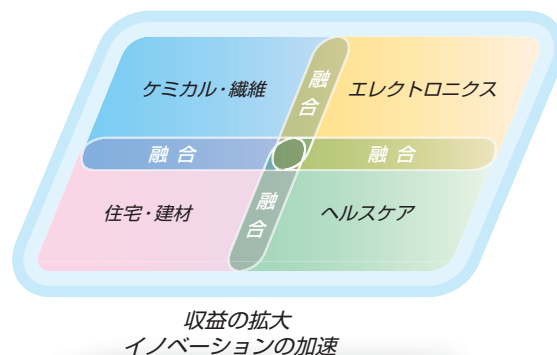 ケミカル・繊維
融合
エレクトロニクス
融合
融合
住宅・建材
融合
ヘルスケア
収益の拡大
イノベーションの加速